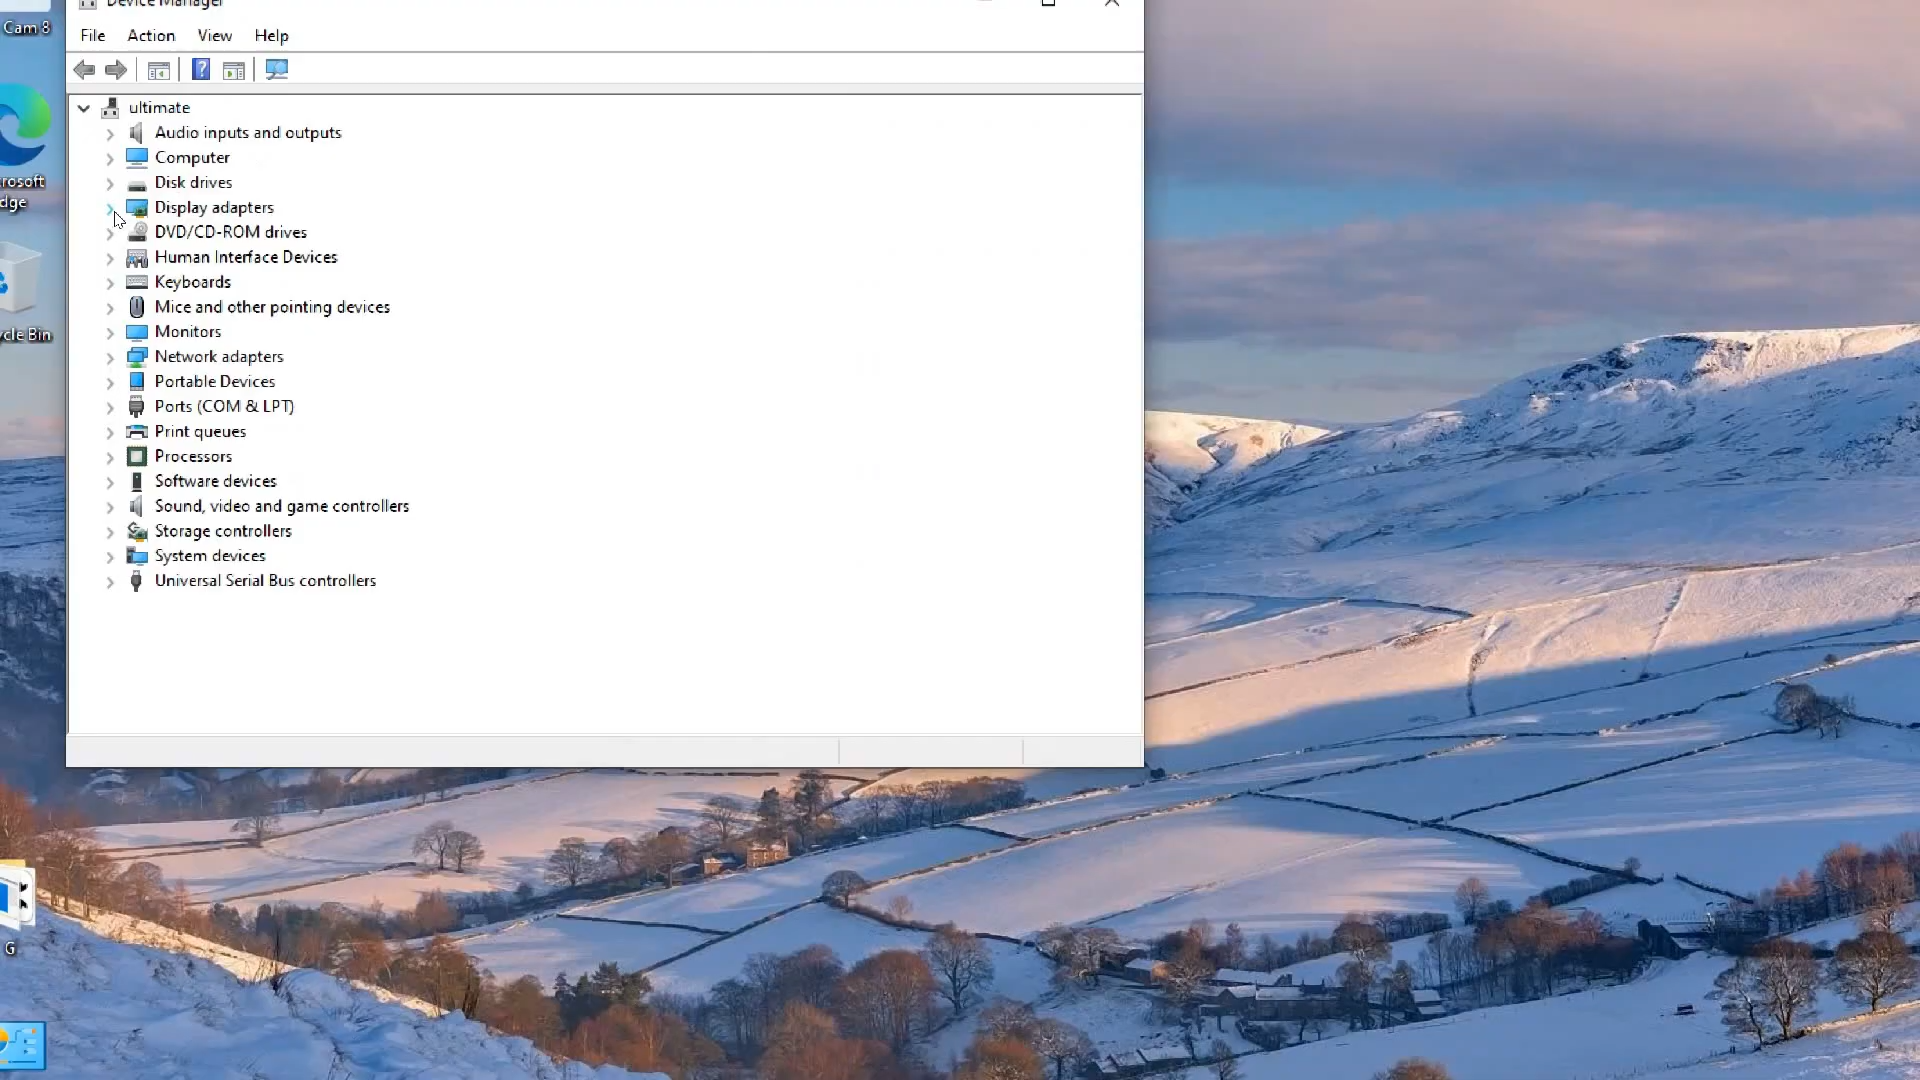 Cam 8
Device Manager
File Action View Help
ultimate
Audio inputs and outputs
Computer
Disk drives
Display adapters
DVD/CD-ROM drives
Human Interface Devices
Keyboards
Mice and other pointing devices
Monitors
Network adapters
Portable Devices
Ports (COM & LPT)
Print queues
Processors
Software devices
Sound, video and game controllers
Storage controllers
System devices
Universal Serial Bus controllers
rosoft
dge
cle Bin
G